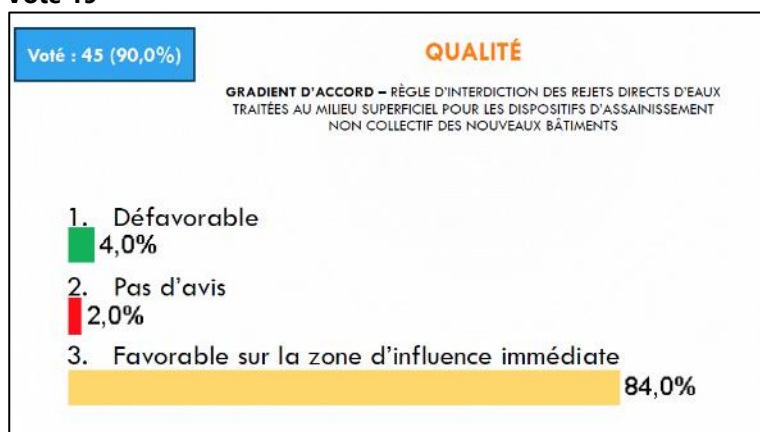 Voté : 45 (90,0%)
QUALITÉ
GRADIENT D'ACCORD – RÈGLE D'INTERDICTION DES REJETS DIRECTS D'EAUX
TRAITÉES AU MILIEU SUPERFICIEL POUR LES DISPOSITIFS D'ASSAINISSEMENT
NON COLLECTIF DES NOUVEAUX BÂTIMENTS
1. Défavorable
4,0%
2. Pas d'avis
2,0%
3. Favorable sur la zone d'influence immédiate
84,0%